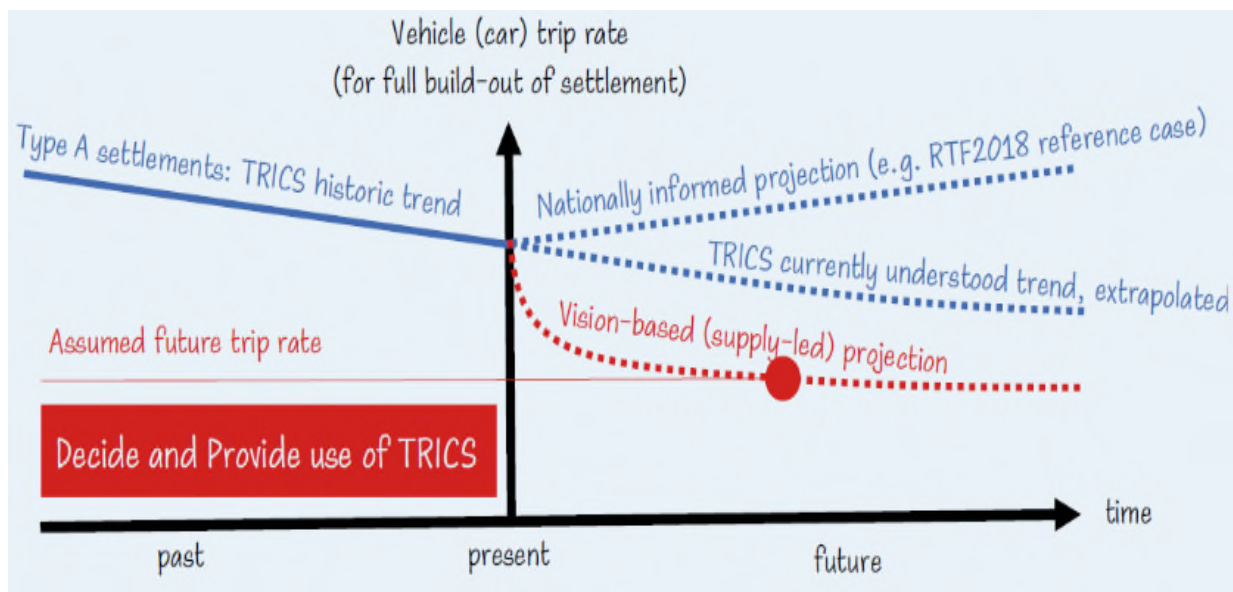 Vehicle (car) trip rate
(for full build-out of settlement)
Type A settlements: TRICS historic trend
Nationally informed projection (e.g. RTF2018 reference case)
TRICS currently understood trend, extrapolated
Vision-based (supply-led) projection
Assumed future trip rate
Decide and Provide use of TRICS
time
past
present
future